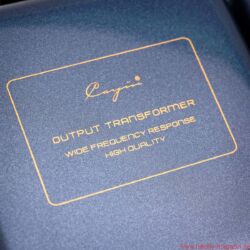 Cayin
OUTPUT TRANSFORMER
WIDE FREQUENCY RESPONSE
HIGH QUALITY